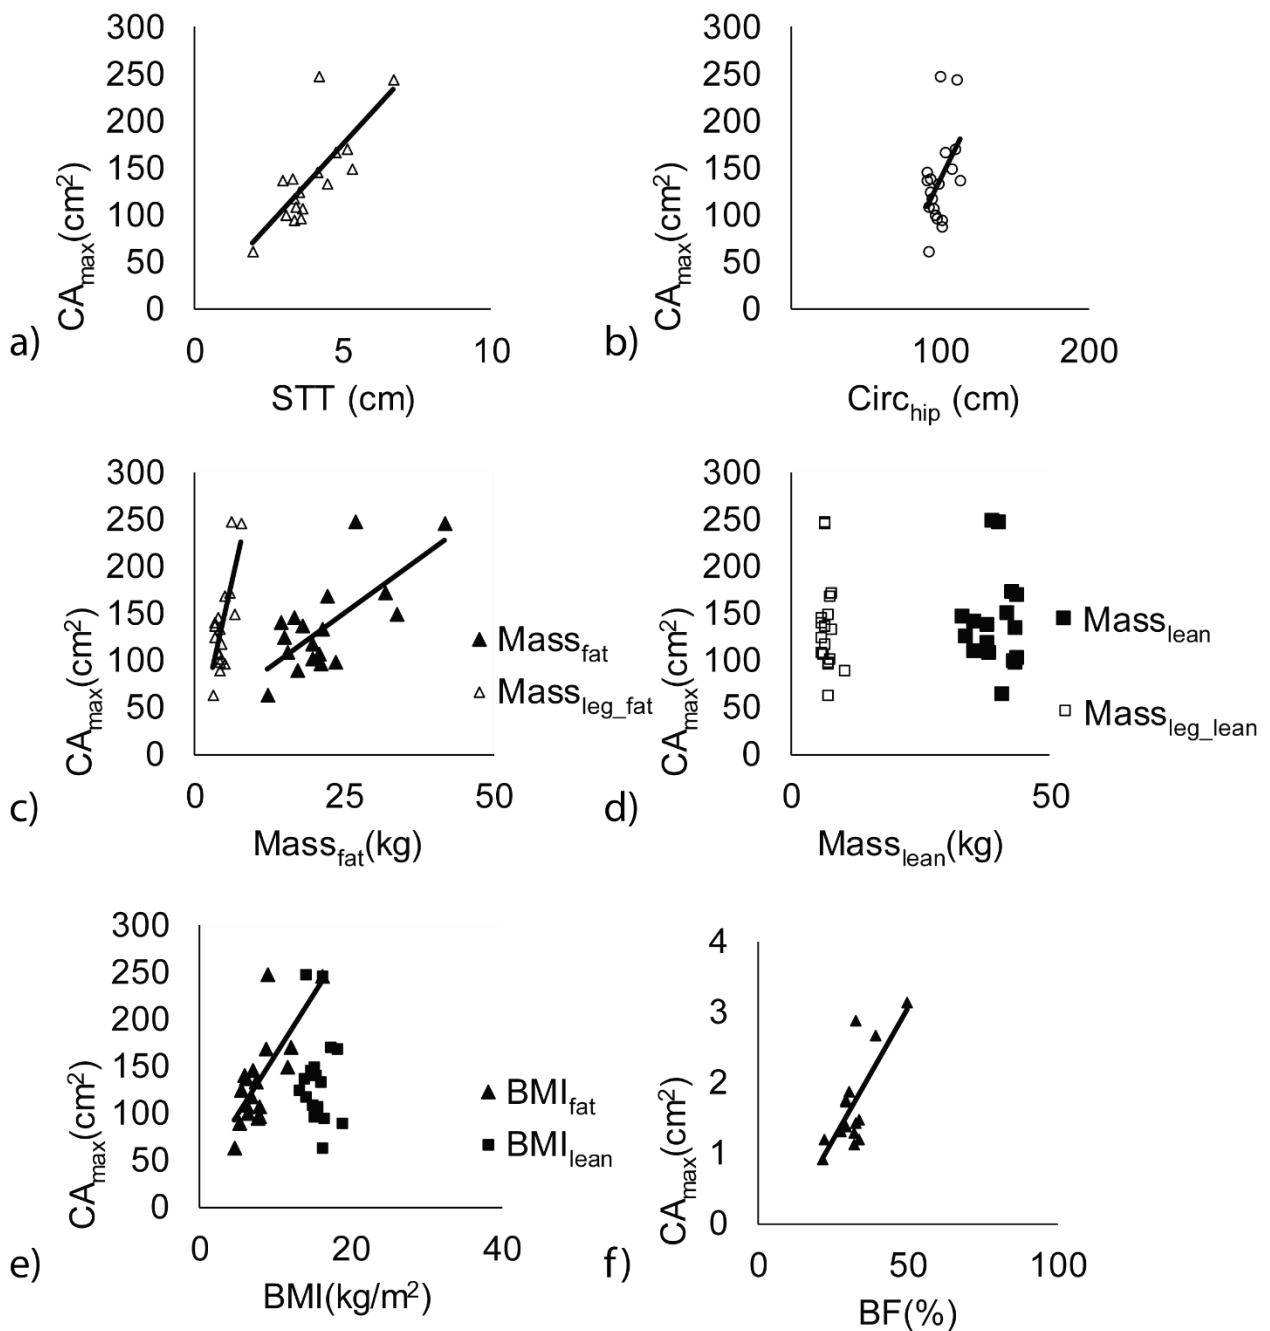 300
250
200
150
100
50
0
CAmax(cm²)
0 5 10
STT (cm)
a)
300
250
200
150
100
50
0
CAmax(cm²)
100 200
Circhip (cm)
b)
300
250
200
150
100
50
0
CAmax(cm²)
Massfat
Massleg_fat
0 25 50
Massfat(kg)
c)
300
250
200
150
100
50
0
CAmax(cm²)
Masslean
Massleg_lean
0 50
Masslean(kg)
d)
300
250
200
150
100
50
0
CAmax(cm²)
BMIfat
BMIlean
0 20 40
BMI(kg/m²)
e)
4
3
2
1
0
CAmax(cm²)
0 50 100
BF(%)
f)